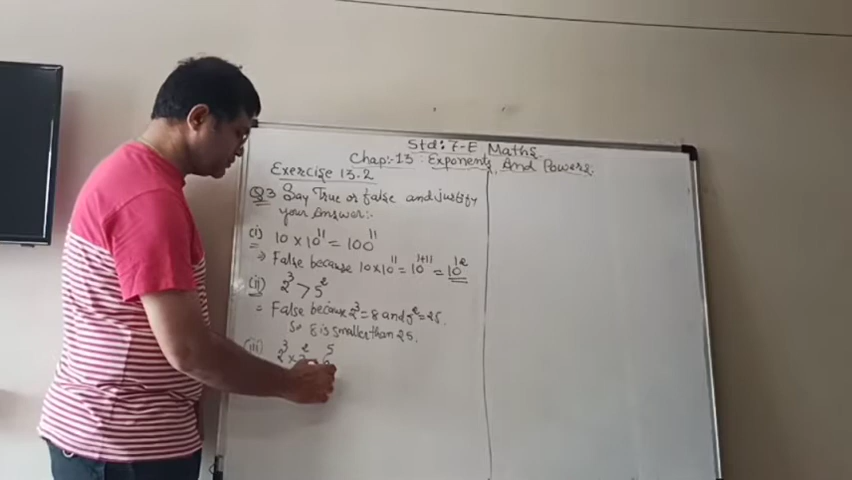 Std: 7-E Maths.
Chap:-13: Exponents And Powers.
Exercise 13.2
Q3 Say True or false and justify
your answer:-
(i) 10 × 10¹¹ = 100¹¹
→ False because 10×10¹¹ = 10¹⁺¹¹ = 10¹²
(ii) 2³ > 5²
= False because 2³ = 8 and 5² = 25.
So 8 is smaller than 25.
(iii) 2³ ×